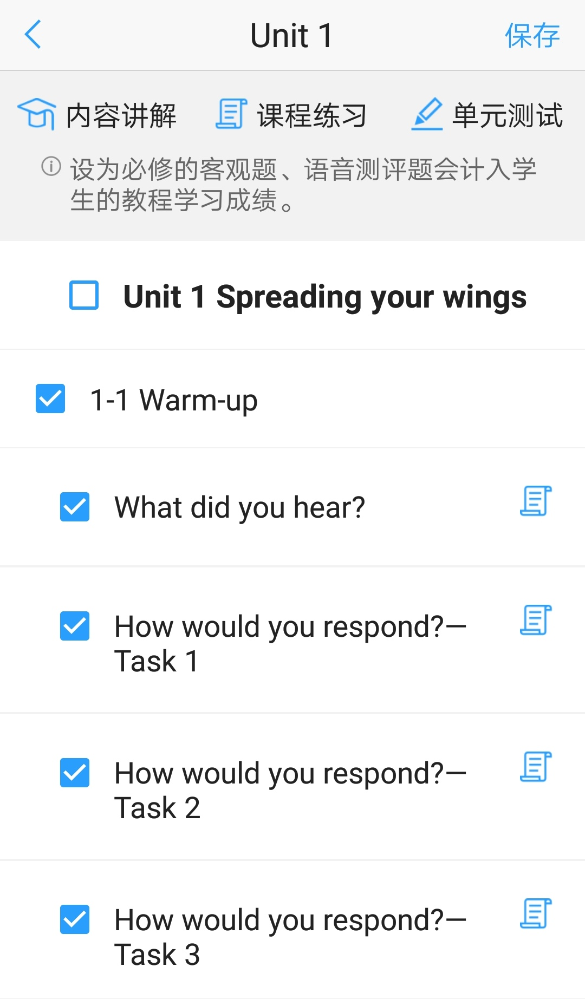 Unit 1
保存
内容讲解 课程练习 单元测试
设为必修的客观题、语音测评题会计入学
生的教程学习成绩。
Unit 1 Spreading your wings
1-1 Warm-up
What did you hear?
How would you respond?—
Task 1
How would you respond?—
Task 2
How would you respond?—
Task 3